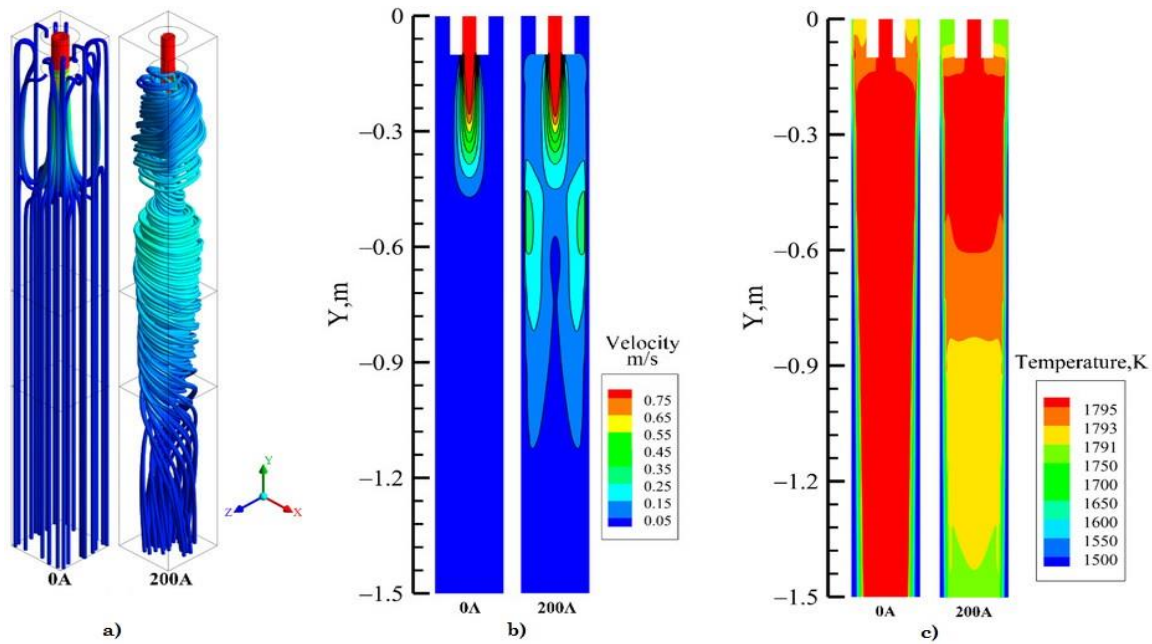 Y
Z
X
0A
200A
a)
Y,m
0
−0.3
−0.6
−0.9
−1.2
−1.5
0A
200A
Velocity
m/s
0.75
0.65
0.55
0.45
0.35
0.25
0.15
0.05
b)
Y,m
0
−0.3
−0.6
−0.9
−1.2
−1.5
0A
200A
Temperature,K
1795
1793
1791
1750
1700
1650
1600
1550
1500
c)